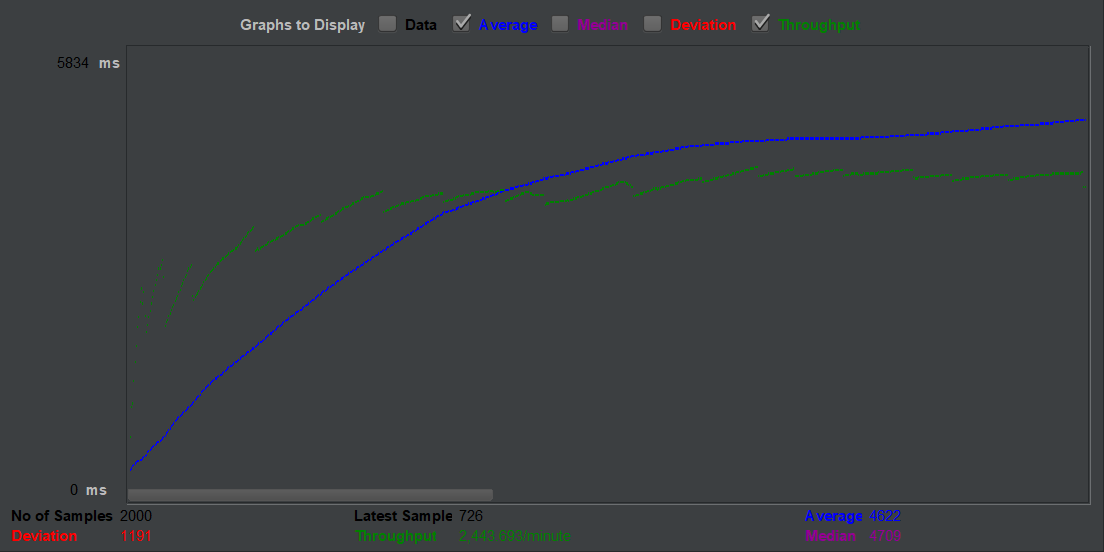 Graphs to Display Data Average Median Deviation Throughput
5834 ms
0 ms
No of Samples 2000 Latest Sample 726 Average 4622
Deviation 1191 Throughput 2,443.693/minute Median 4709